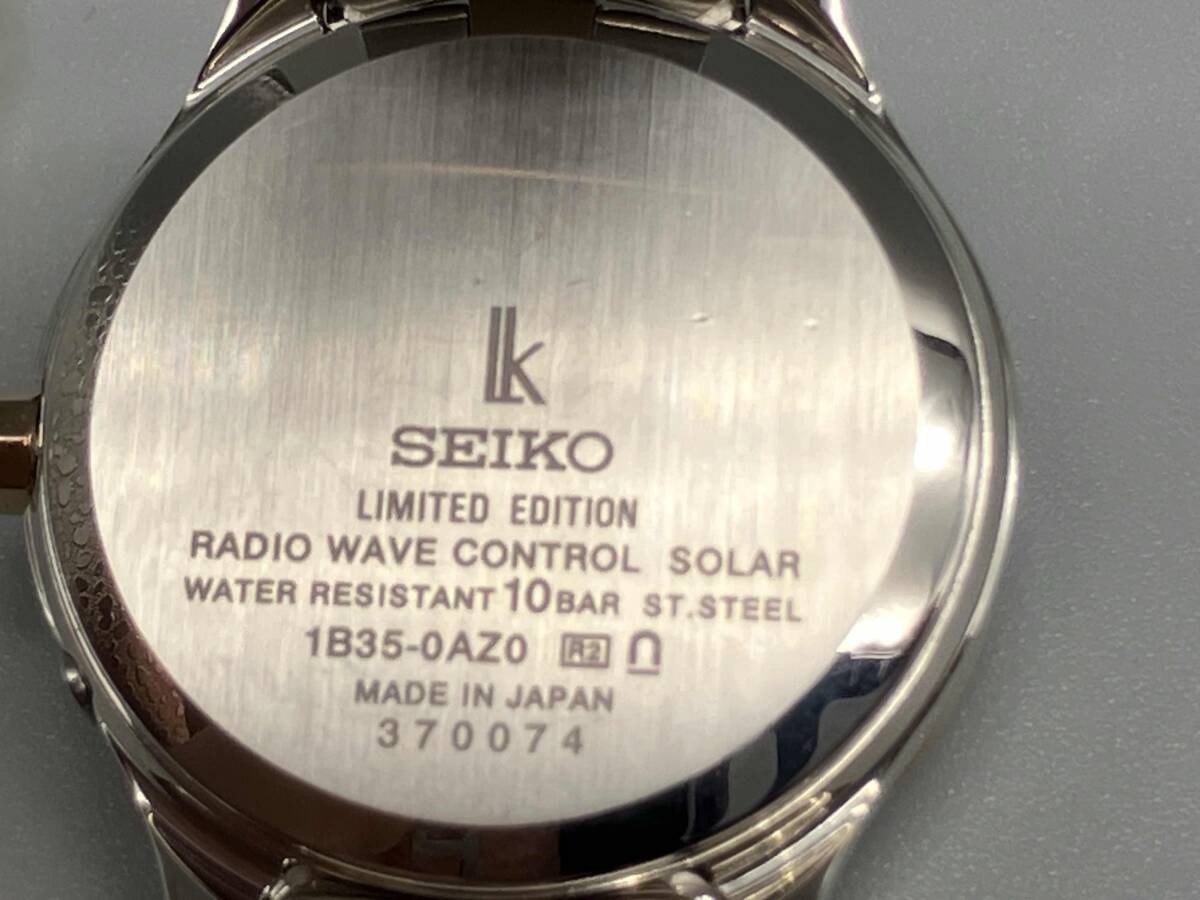 lk
SEIKO
LIMITED EDITION
RADIO WAVE CONTROL SOLAR
WATER RESISTANT 10BAR ST.STEEL
1B35-0AZ0 R2
MADE IN JAPAN
370074